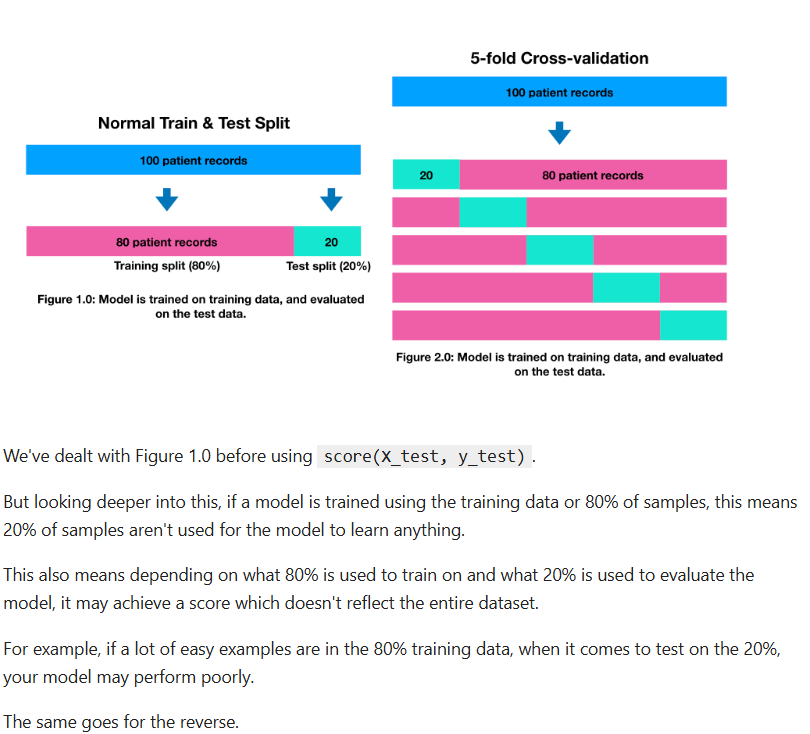 Normal Train & Test Split
100 patient records
80 patient records
20
Training split (80%)
Test split (20%)
Figure 1.0: Model is trained on training data, and evaluated
on the test data.
5-fold Cross-validation
100 patient records
20
80 patient records
Figure 2.0: Model is trained on training data, and evaluated
on the test data.
We've dealt with Figure 1.0 before using score(X_test, y_test) .
But looking deeper into this, if a model is trained using the training data or 80% of samples, this means
20% of samples aren't used for the model to learn anything.
This also means depending on what 80% is used to train on and what 20% is used to evaluate the
model, it may achieve a score which doesn't reflect the entire dataset.
For example, if a lot of easy examples are in the 80% training data, when it comes to test on the 20%,
your model may perform poorly.
The same goes for the reverse.